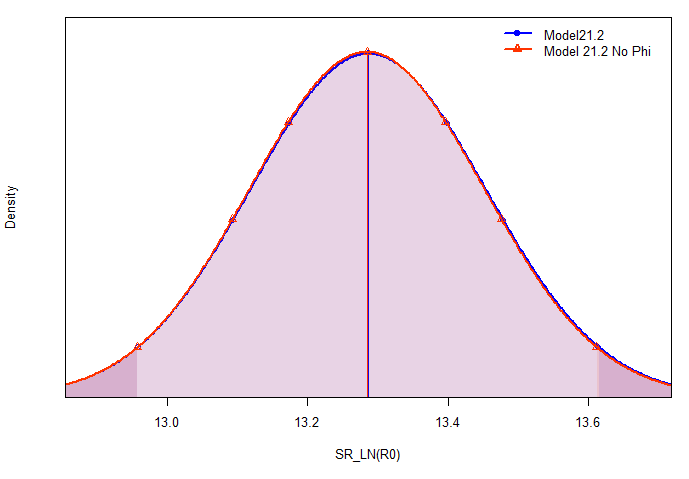 Model21.2
Model 21.2 No Phi
Density
13.0 13.2 13.4 13.6
SR_LN(R0)